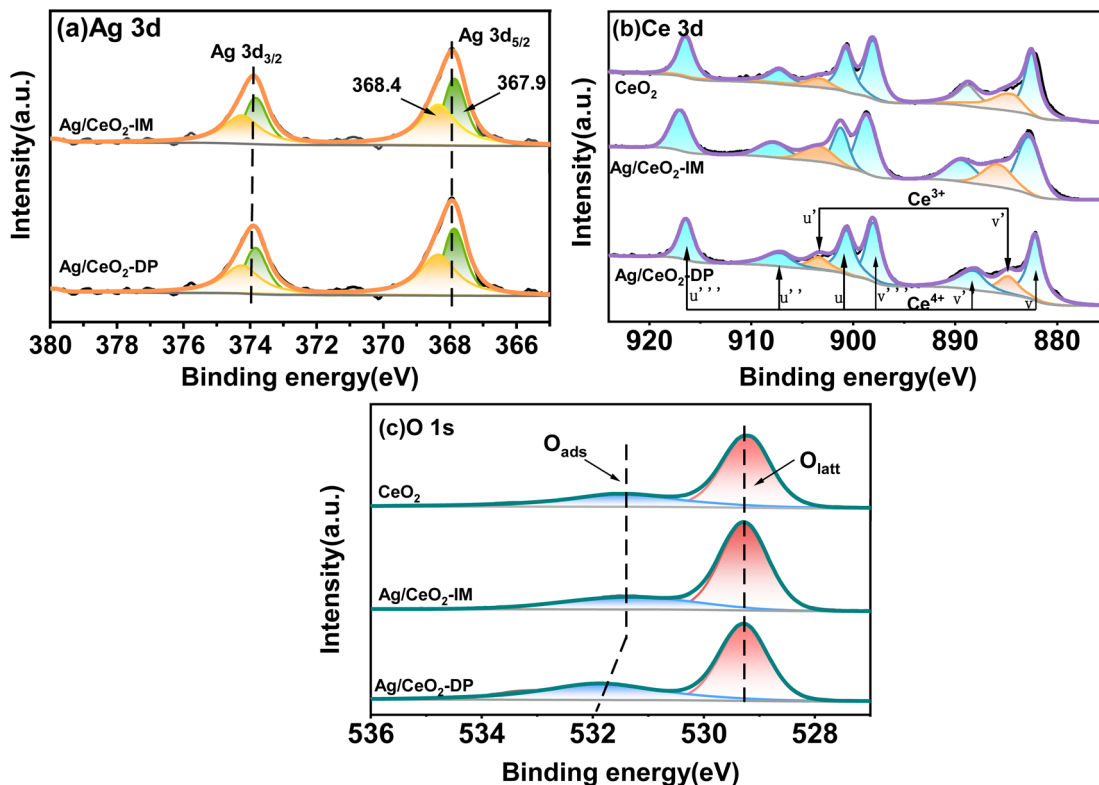 (a)Ag 3d
Ag 3d3/2
Ag 3d5/2
368.4
367.9
Ag/CeO2-IM
Ag/CeO2-DP
Intensity(a.u.)
380 378 376 374 372 370 368 366
Binding energy(eV)
(b)Ce 3d
CeO2
Ag/CeO2-IM
Ce3+
u’
v’
Ag/CeO2-DP
u’’’
u’’
u
v’’’
Ce4+
v’
v
Intensity(a.u.)
920 910 900 890 880
Binding energy(eV)
(c)O 1s
Oads
Olatt
CeO2
Ag/CeO2-IM
Ag/CeO2-DP
Intensity(a.u.)
536 534 532 530 528
Binding energy(eV)